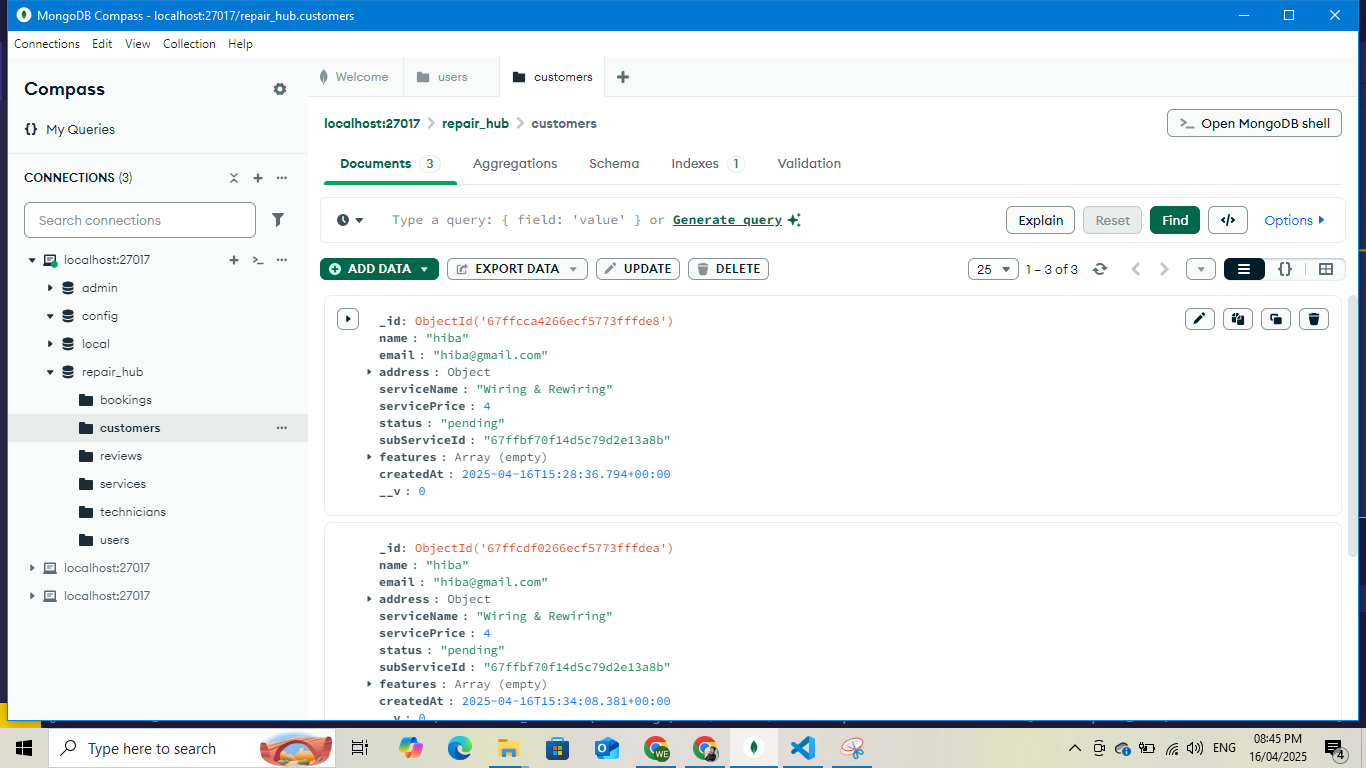 MongoDB Compass - localhost:27017/repair_hub.customers
Connections Edit View Collection Help
Compass
{} My Queries
CONNECTIONS (3)
Search connections
localhost:27017
admin
config
local
repair_hub
bookings
customers
reviews
services
technicians
users
localhost:27017
localhost:27017
Welcome users customers
localhost:27017 > repair_hub > customers
>_ Open MongoDB shell
Documents 3 Aggregations Schema Indexes 1 Validation
Type a query: { field: 'value' } or Generate query
Explain Reset Find </> Options
ADD DATA EXPORT DATA UPDATE DELETE
25 1 – 3 of 3 {}
_id: ObjectId('67ffcca4266ecf5773fffde8')
name : "hiba"
email : "hiba@gmail.com"
address : Object
serviceName : "Wiring & Rewiring"
servicePrice : 4
status : "pending"
subServiceId : "67ffbf70f14d5c79d2e13a8b"
features : Array (empty)
createdAt : 2025-04-16T15:28:36.794+00:00
__v : 0
_id: ObjectId('67ffcdf0266ecf5773fffdea')
name : "hiba"
email : "hiba@gmail.com"
address : Object
serviceName : "Wiring & Rewiring"
servicePrice : 4
status : "pending"
subServiceId : "67ffbf70f14d5c79d2e13a8b"
features : Array (empty)
createdAt : 2025-04-16T15:34:08.381+00:00
Type here to search
WE
ENG
08:45 PM
16/04/2025
4